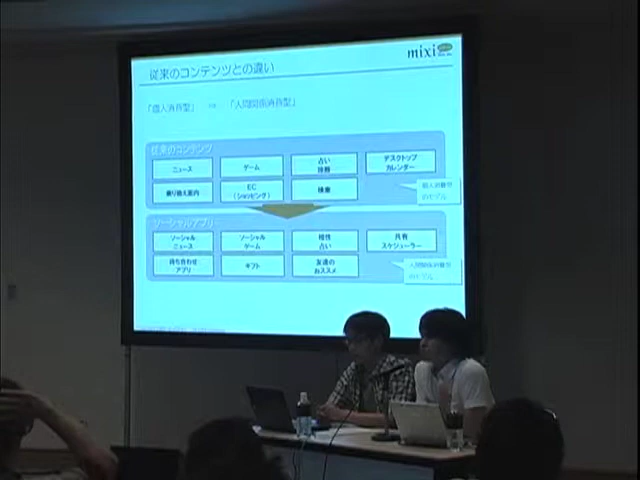 mixi
従来のコンテンツとの違い
「個人消費型」 ⇒ 「人間関係消費型」
従来のコンテンツ
ニュース
ゲーム
占い
診断
デスクトップ
カレンダー
乗り換え案内
EC
(ショッピング)
検索
個人消費型
のモデル
ソーシャルアプリ
ソーシャル
ニュース
ソーシャル
ゲーム
相性
占い
共有
スケジューラー
待ち合わせ
アプリ
ギフト
友達の
おススメ
人間関係消費型
のモデル